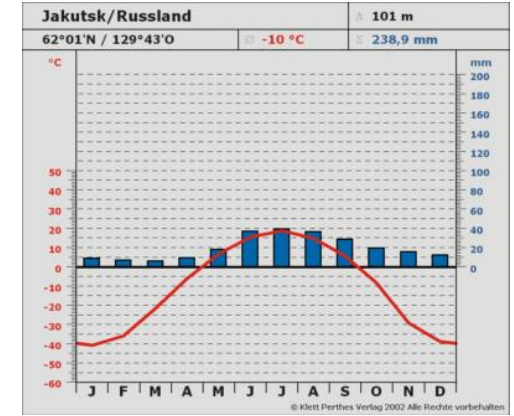 Jakutsk/Russland
∆ 101 m
62°01'N / 129°43'O
∅ -10 °C
Σ 238,9 mm
°C
mm
200
180
160
140
120
50
100
40
80
30
60
20
40
10
20
0
0
-10
-20
-30
-40
-50
-60
J F M A M J J A S O N D
© Klett Perthes Verlag 2002 Alle Rechte vorbehalten